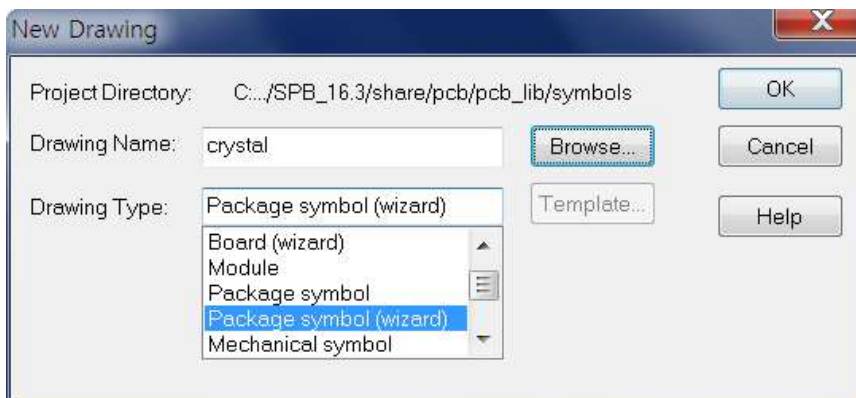 New Drawing
Project Directory: C:.../SPB_16.3/share/pcb/pcb_lib/symbols OK
Drawing Name: crystal Browse... Cancel
Drawing Type: Package symbol (wizard) Template... Help
Board (wizard)
Module
Package symbol
Package symbol (wizard)
Mechanical symbol